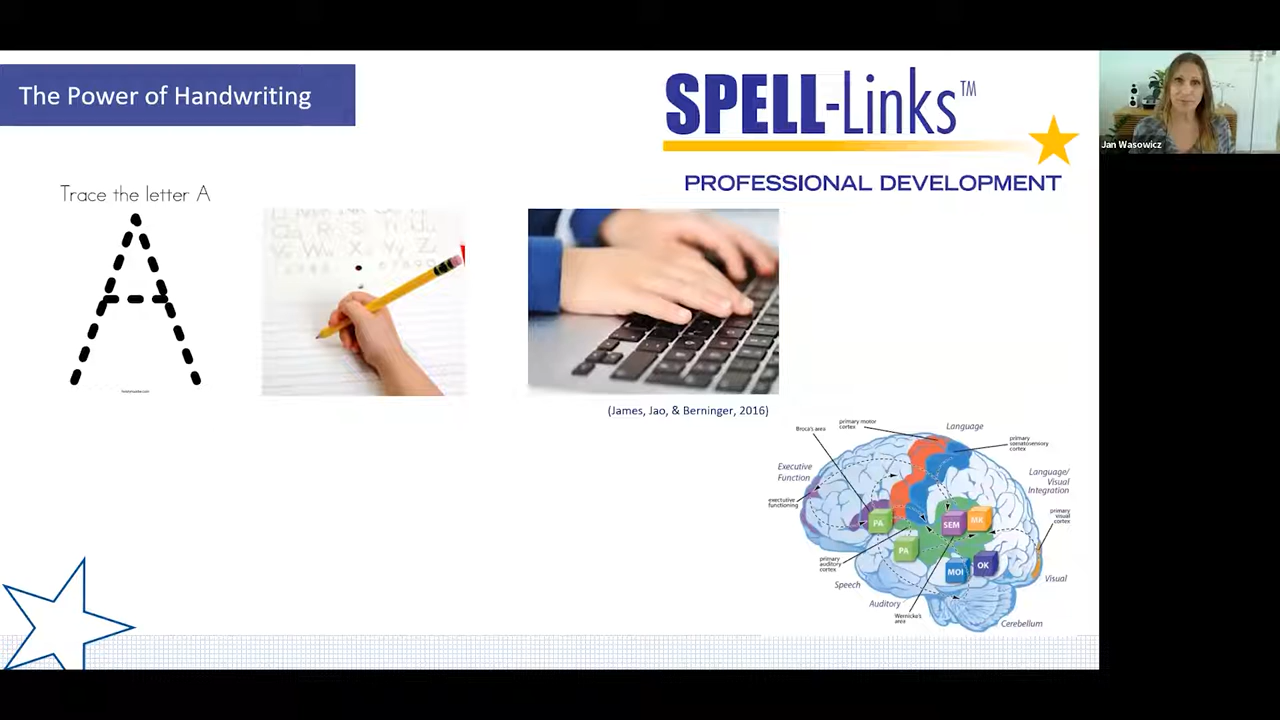 The Power of Handwriting
SPELL-Links™
PROFESSIONAL DEVELOPMENT
Jan Wasowicz
Trace the letter A
(James, Jao, & Berninger, 2016)
Broca's area
primary motor
cortex
Language
primary
somatosensory
cortex
Executive
Function
Language/
Visual
Integration
executive
functioning
primary
visual
cortex
PA
SEM
MK
PA
MOI
OK
primary
auditory
cortex
Speech
Visual
Auditory
Wernicke's
area
Cerebellum